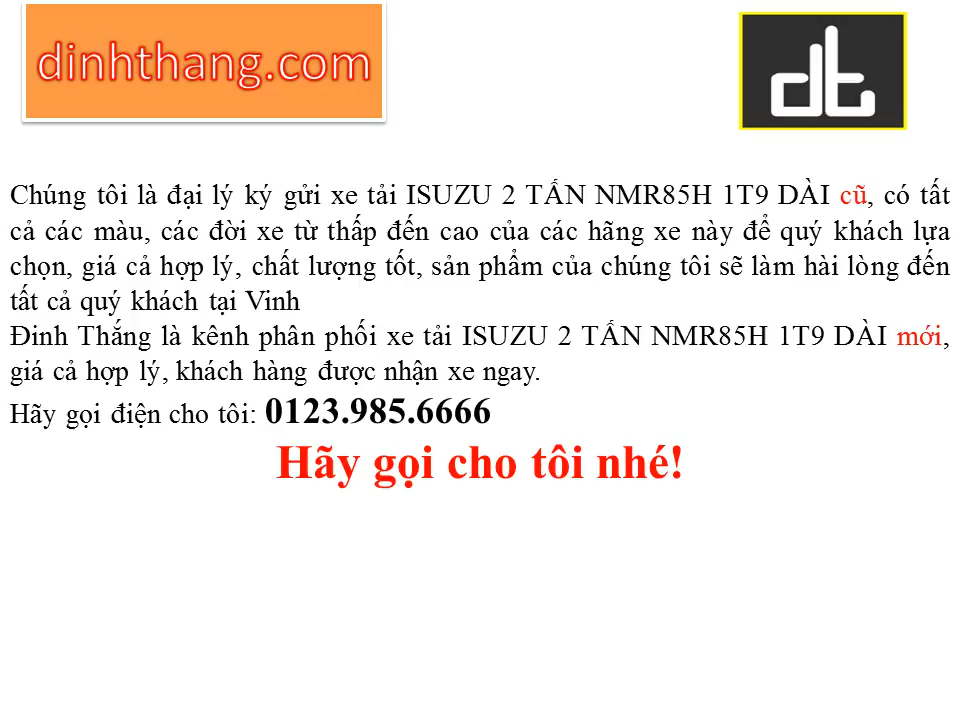 dinhthang.com
dt
Chúng tôi là đại lý ký gửi xe tải ISUZU 2 TẤN NMR85H 1T9 DÀI cũ, có tất
cả các màu, các đời xe từ thấp đến cao của các hãng xe này để quý khách lựa
chọn, giá cả hợp lý, chất lượng tốt, sản phẩm của chúng tôi sẽ làm hài lòng đến
tất cả quý khách tại Vinh
Đinh Thắng là kênh phân phối xe tải ISUZU 2 TẤN NMR85H 1T9 DÀI mới,
giá cả hợp lý, khách hàng được nhận xe ngay.
Hãy gọi điện cho tôi: 0123.985.6666
Hãy gọi cho tôi nhé!